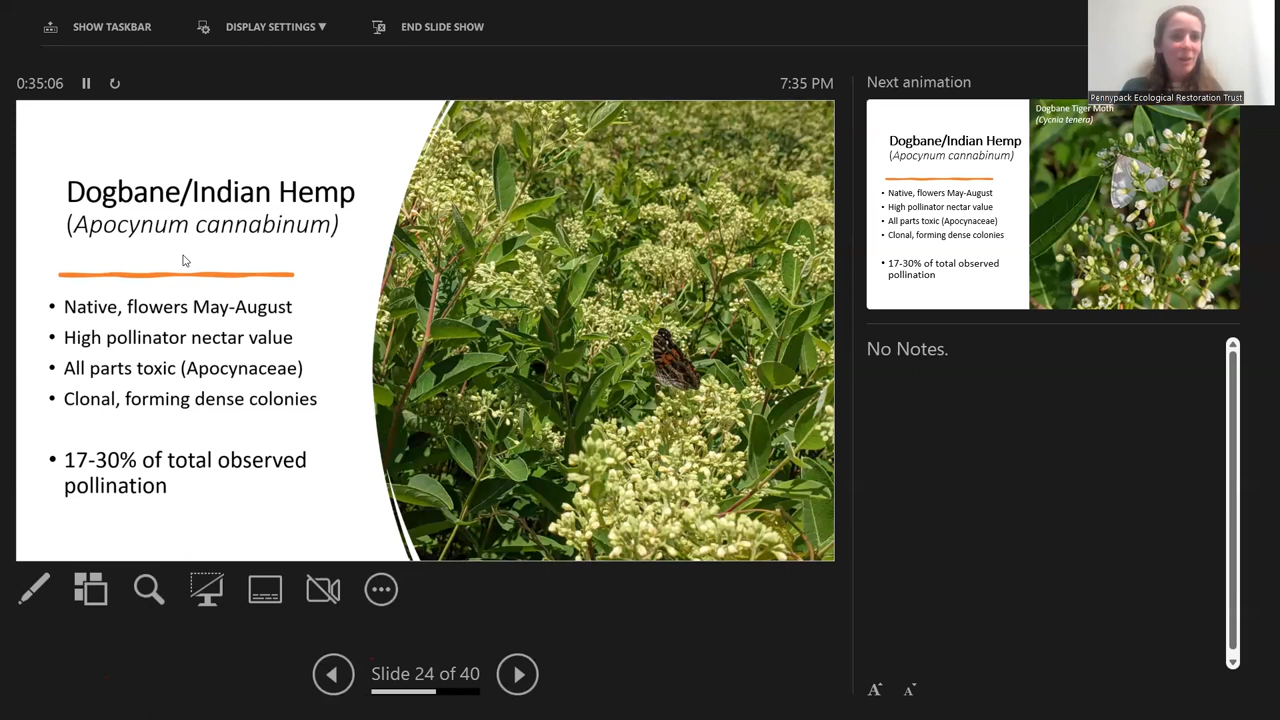 SHOW TASKBAR
DISPLAY SETTINGS ▼
END SLIDE SHOW
0:35:06
7:35 PM
Dogbane/Indian Hemp
(Apocynum cannabinum)
• Native, flowers May-August
• High pollinator nectar value
• All parts toxic (Apocynaceae)
• Clonal, forming dense colonies
• 17-30% of total observed
pollination
Slide 24 of 40
Next animation
Pennypack Ecological Restoration Trust
Dogbane Tiger Moth
(Cycnia tenera)
Dogbane/Indian Hemp
(Apocynum cannabinum)
• Native, flowers May-August
• High pollinator nectar value
• All parts toxic (Apocynaceae)
• Clonal, forming dense colonies
• 17-30% of total observed
pollination
No Notes.
A A